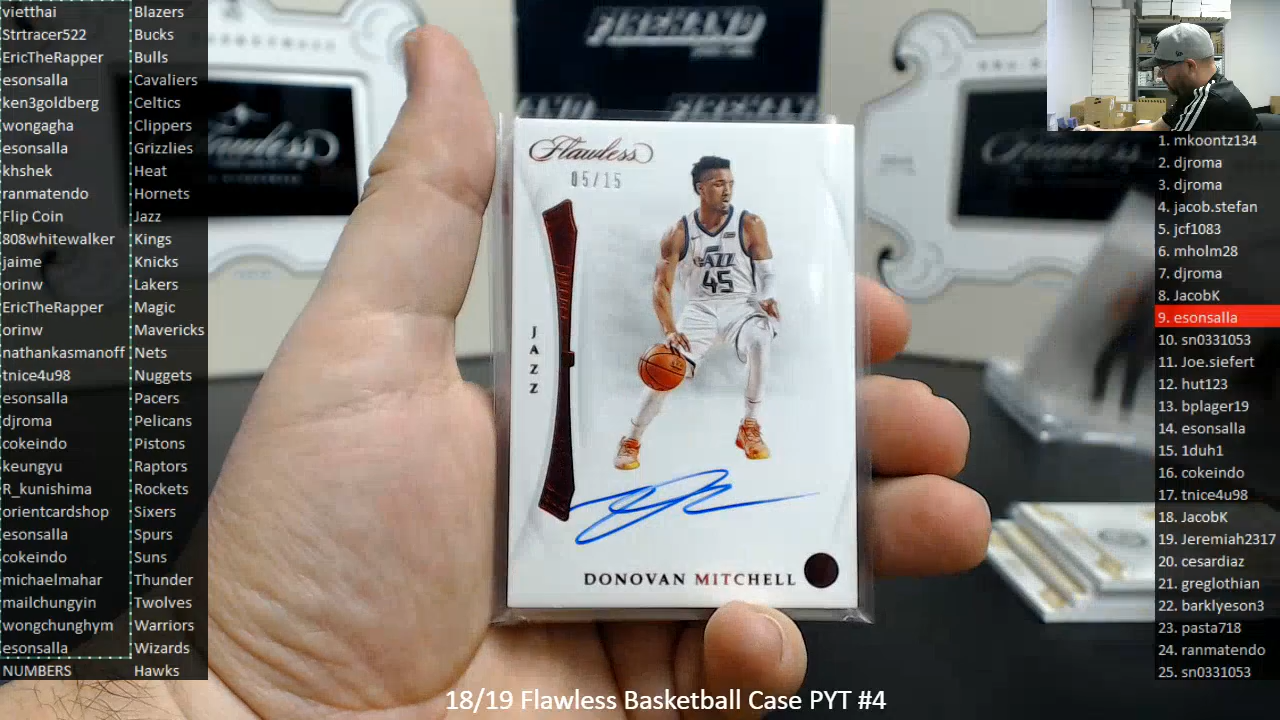 vietthai Blazers
Strtracer522 Bucks
EricTheRapper Bulls
esonsalla Cavaliers
ken3goldberg Celtics
wongagha Clippers
esonsalla Grizzlies
khshek Heat
ranmatendo Hornets
Flip Coin Jazz
808whitewalker Kings
jaime Knicks
orinw Lakers
EricTheRapper Magic
orinw Mavericks
nathankasmanoff Nets
tnice4u98 Nuggets
esonsalla Pacers
djroma Pelicans
cokeindo Pistons
keungyu Raptors
R_kunishima Rockets
orientcardshop Sixers
esonsalla Spurs
cokeindo Suns
michaelmahar Thunder
mailchungyin Twolves
wongchunghym Warriors
esonsalla Wizards
NUMBERS Hawks
Flawless
05/15
JAZZ
45
JAZZ
DONOVAN MITCHELL
Flawless
Flawless
1. mkoontz134
2. djroma
3. djroma
4. jacob.stefan
5. jcf1083
6. mholm28
7. djroma
8. JacobK
9. esonsalla
10. sn0331053
11. Joe.siefert
12. hut123
13. bplager19
14. esonsalla
15. 1duh1
16. cokeindo
17. tnice4u98
18. JacobK
19. Jeremiah2317
20. cesardiaz
21. greglothian
22. barklyeson3
23. pasta718
24. ranmatendo
25. sn0331053
18/19 Flawless Basketball Case PYT #4